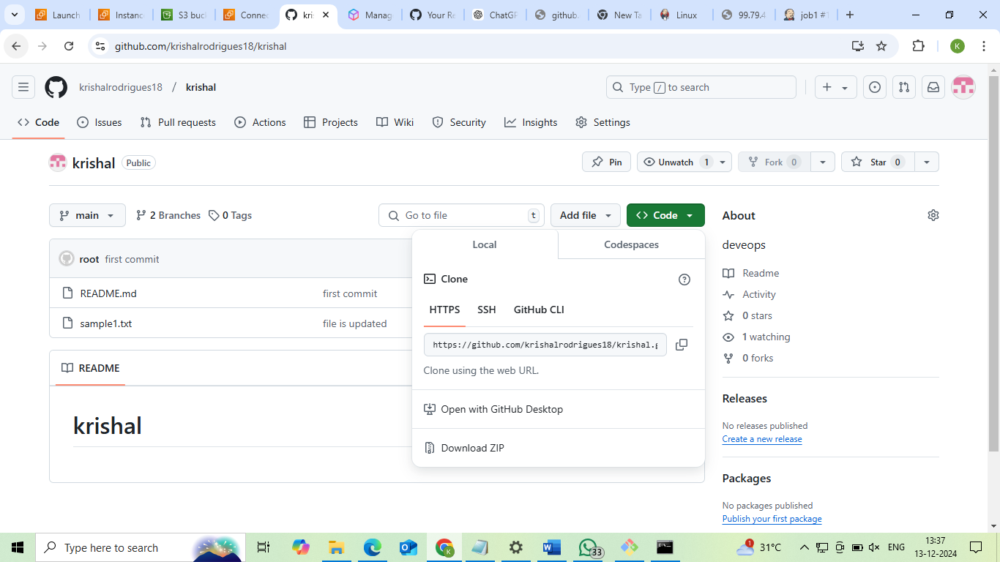 Launch
Instanc
S3 buc
Connec
kri
Manag
Your Re
ChatGP
github.
New Ta
Linux
99.79.4
job1 #1
github.com/krishalrodrigues18/krishal
K
krishalrodrigues18 / krishal
Type / to search
Code
Issues
Pull requests
Actions
Projects
Wiki
Security
Insights
Settings
krishal Public
Pin
Unwatch 1
Fork 0
Star 0
main
2 Branches
0 Tags
Go to file t
Add file
Code
root first commit
README.md first commit
sample1.txt file is updated
README
krishal
Local
Codespaces
Clone
HTTPS
SSH
GitHub CLI
https://github.com/krishalrodrigues18/krishal.g
Clone using the web URL.
Open with GitHub Desktop
Download ZIP
About
deveops
Readme
Activity
0 stars
1 watching
0 forks
Releases
No releases published
Create a new release
Packages
No packages published
Publish your first package
Type here to search
K
33
1
31°C
ENG
13:37
13-12-2024